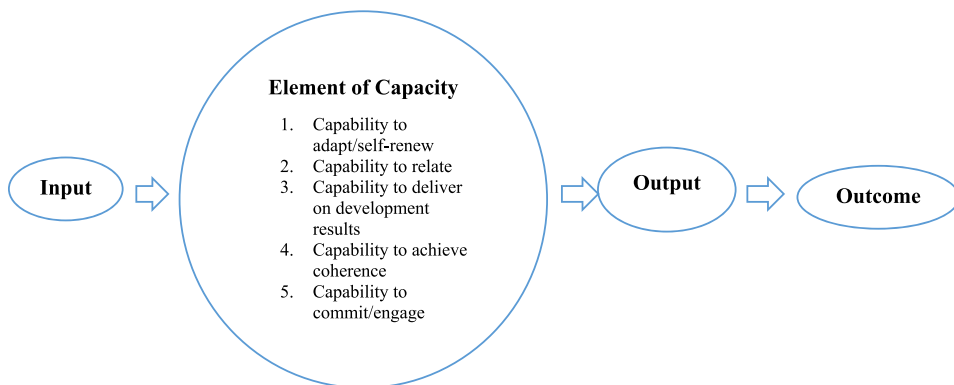 Element of Capacity
1. Capability to
adapt/self-renew
2. Capability to relate
3. Capability to deliver
on development
results
4. Capability to achieve
coherence
5. Capability to
commit/engage
Input
Output
Outcome